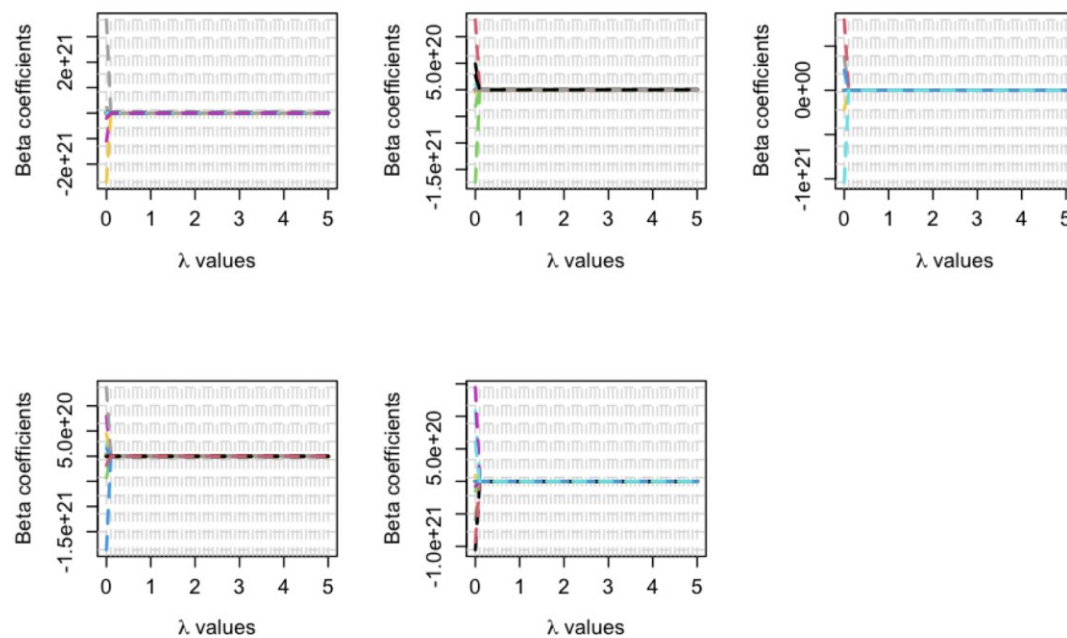 Beta coefficients
2e+21
-2e+21
0 1 2 3 4 5
λ values
Beta coefficients
5.0e+20
-1.5e+21
0 1 2 3 4 5
λ values
Beta coefficients
0e+00
-1e+21
0 1 2 3 4 5
λ values
Beta coefficients
5.0e+20
-1.5e+21
0 1 2 3 4 5
λ values
Beta coefficients
5.0e+20
-1.0e+21
0 1 2 3 4 5
λ values